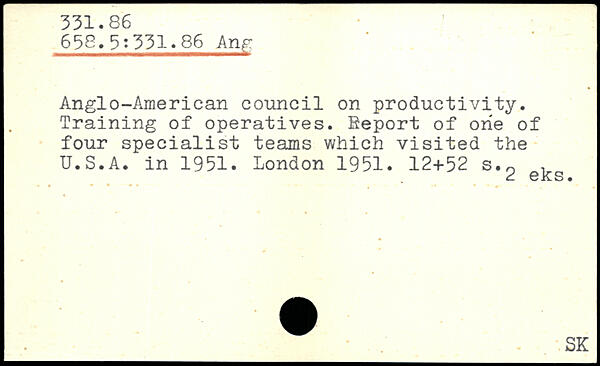 331.86
658.5:331.86 Ang
Anglo-American council on productivity.
Training of operatives. Report of one of
four specialist teams which visited the
U.S.A. in 1951. London 1951. 12+52 s.
2 eks.
SK